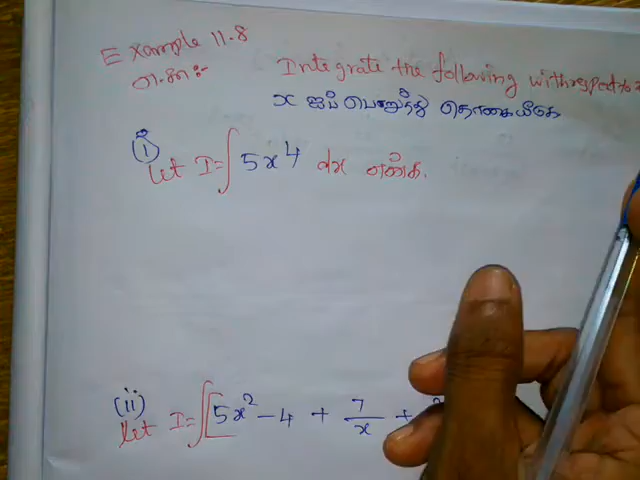 Example 11.8
எ.கா:-
Integrate the following with respect to
x ஐப் பொறுத்து தொகையிடுக
(i)
Let I = ∫ 5x⁴ dx என்க.
(ii)
Let I = ∫[5x² - 4 + 7/x +